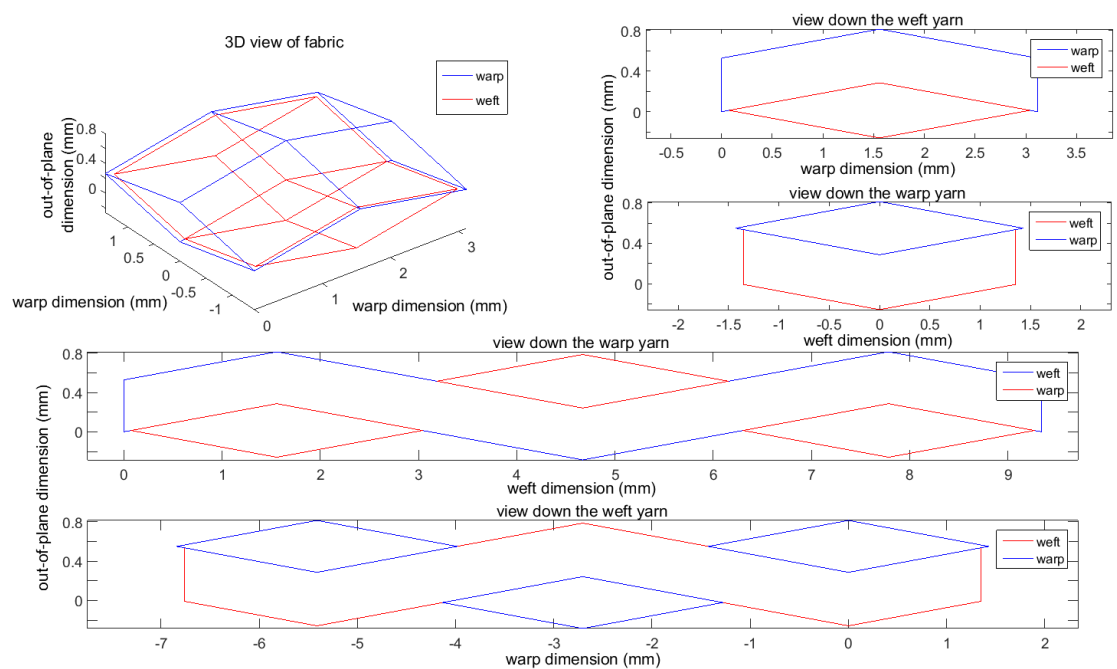 3D view of fabric
warp
weft
0.8
0.4
0
out-of-plane
dimension (mm)
1
0.5
0
-0.5
-1
0
1
2
3
warp dimension (mm)
warp dimension (mm)
view down the weft yarn
warp
weft
0.8
0.4
0
-0.5
0
0.5
1
1.5
2
2.5
3
3.5
warp dimension (mm)
out-of-plane dimension (mm)
view down the warp yarn
weft
warp
0.8
0.4
0
-2
-1.5
-1
-0.5
0
0.5
1
1.5
2
weft dimension (mm)
view down the warp yarn
weft
warp
0.8
0.4
0
0
1
2
3
4
5
6
7
8
9
weft dimension (mm)
out-of-plane dimension (mm)
view down the weft yarn
weft
warp
0.8
0.4
0
-7
-6
-5
-4
-3
-2
-1
0
1
2
warp dimension (mm)